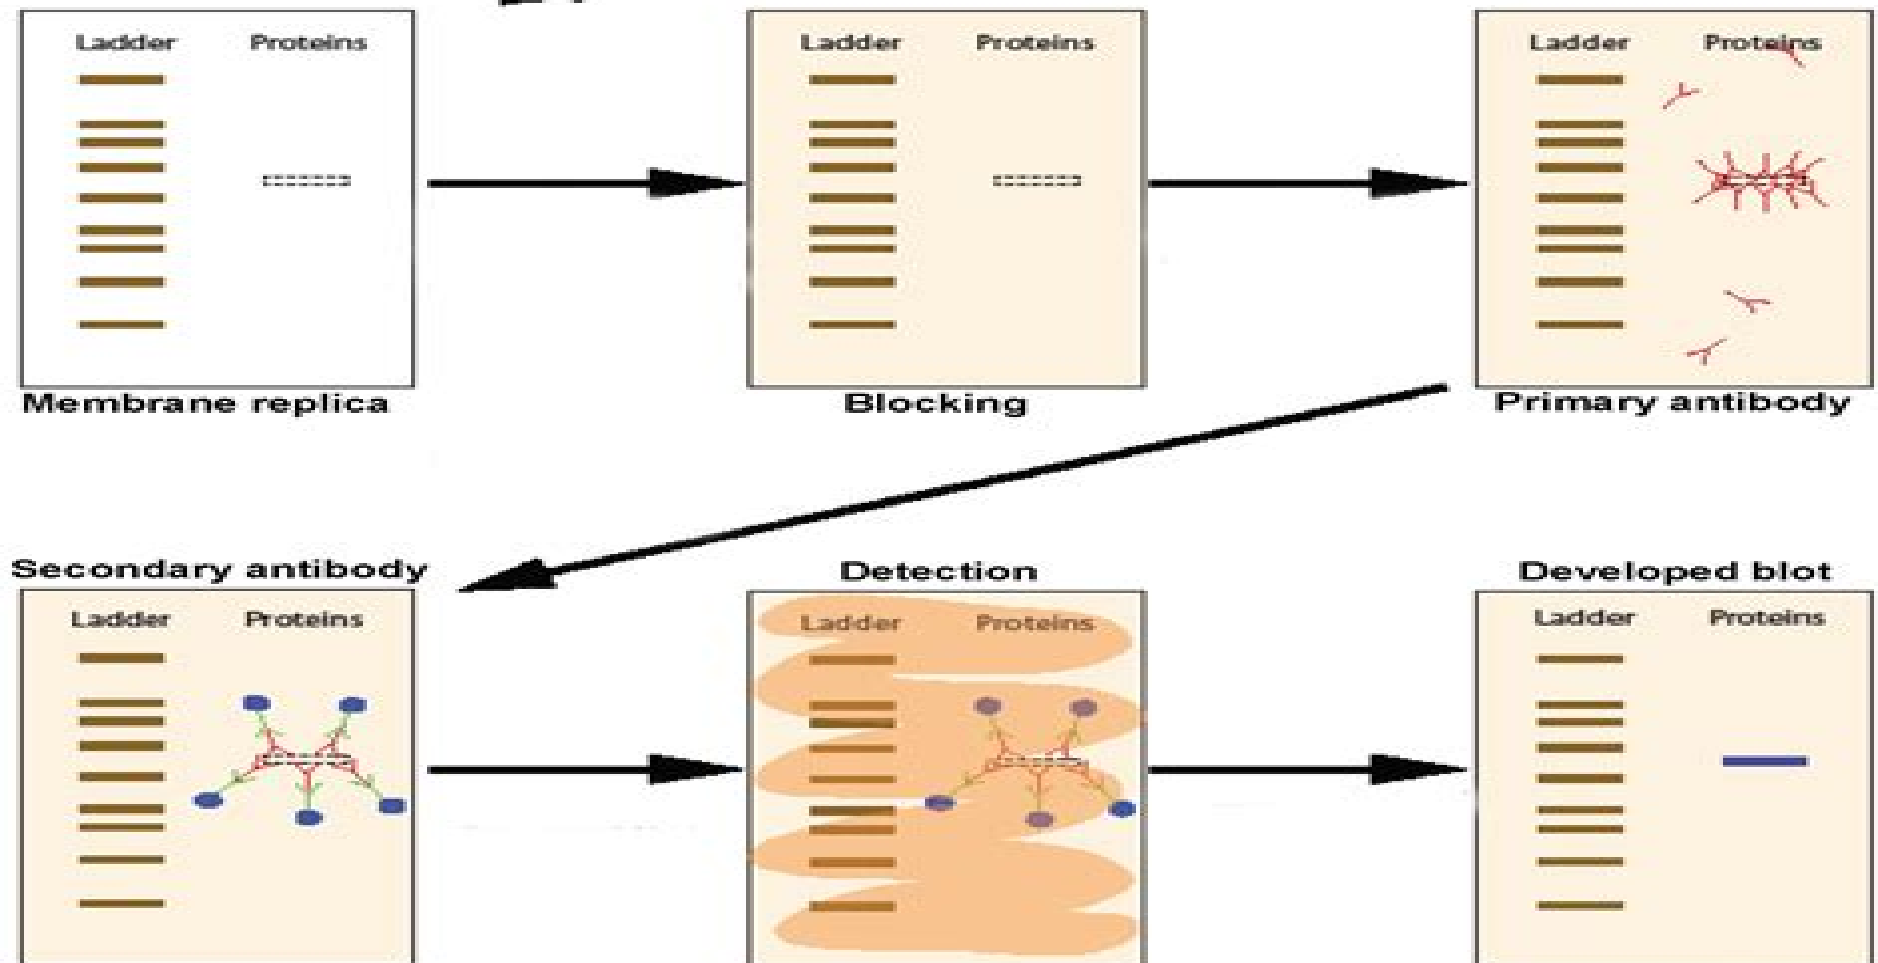 Ladder Proteins
Ladder Proteins
Ladder Proteins
Membrane replica
Blocking
Primary antibody
Secondary antibody
Detection
Developed blot
Ladder Proteins
Ladder Proteins
Ladder Proteins